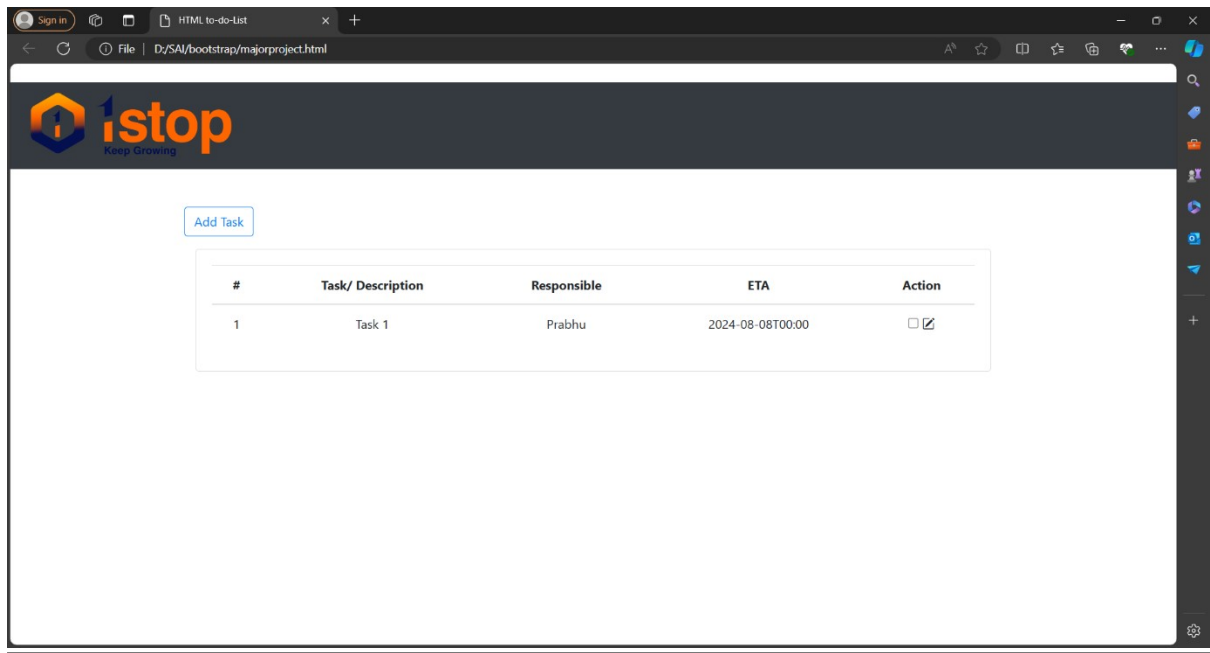 Sign in
HTML to-do-List
File | D:/SAI/bootstrap/majorproject.html
1stop
Keep Growing
Add Task
# Task/ Description Responsible ETA Action
1 Task 1 Prabhu 2024-08-08T00:00